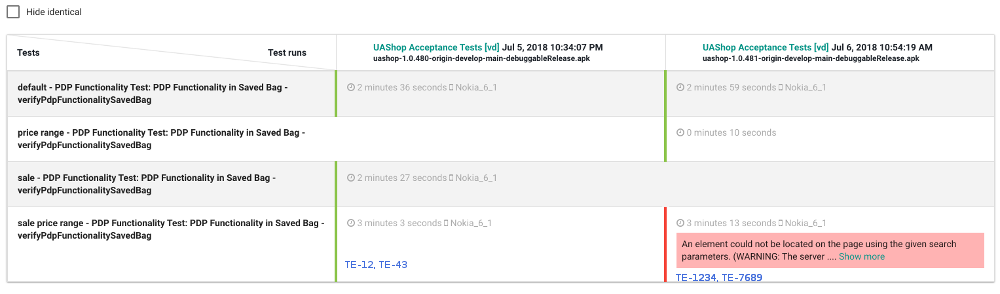 Hide identical
Tests
Test runs
UAShop Acceptance Tests [vd] Jul 5, 2018 10:34:07 PM
uashop-1.0.480-origin-develop-main-debuggableRelease.apk
UAShop Acceptance Tests [vd] Jul 6, 2018 10:54:19 AM
uashop-1.0.481-origin-develop-main-debuggableRelease.apk
default - PDP Functionality Test: PDP Functionality in Saved Bag -
verifyPdpFunctionalitySavedBag
2 minutes 36 seconds Nokia_6_1
2 minutes 59 seconds Nokia_6_1
price range - PDP Functionality Test: PDP Functionality in Saved Bag -
verifyPdpFunctionalitySavedBag
0 minutes 10 seconds
sale - PDP Functionality Test: PDP Functionality in Saved Bag -
verifyPdpFunctionalitySavedBag
2 minutes 27 seconds Nokia_6_1
sale price range - PDP Functionality Test: PDP Functionality in Saved Bag -
verifyPdpFunctionalitySavedBag
3 minutes 3 seconds Nokia_6_1
TE-12, TE-43
3 minutes 13 seconds Nokia_6_1
An element could not be located on the page using the given search
parameters. (WARNING: The server .... Show more
TE-1234, TE-7689